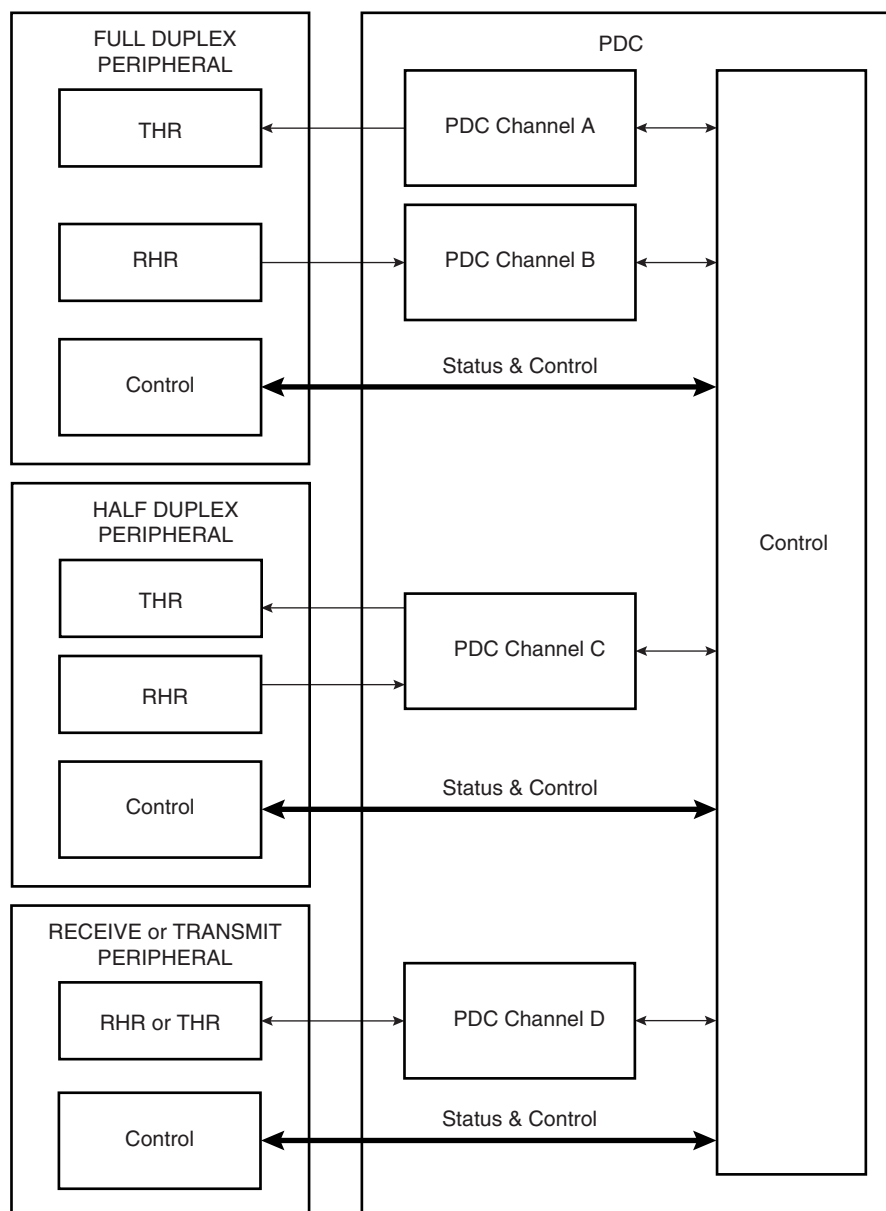 FULL DUPLEX
PERIPHERAL
THR
RHR
Control
PDC
PDC Channel A
PDC Channel B
Status & Control
HALF DUPLEX
PERIPHERAL
THR
RHR
Control
PDC Channel C
Status & Control
Control
RECEIVE or TRANSMIT
PERIPHERAL
RHR or THR
Control
PDC Channel D
Status & Control